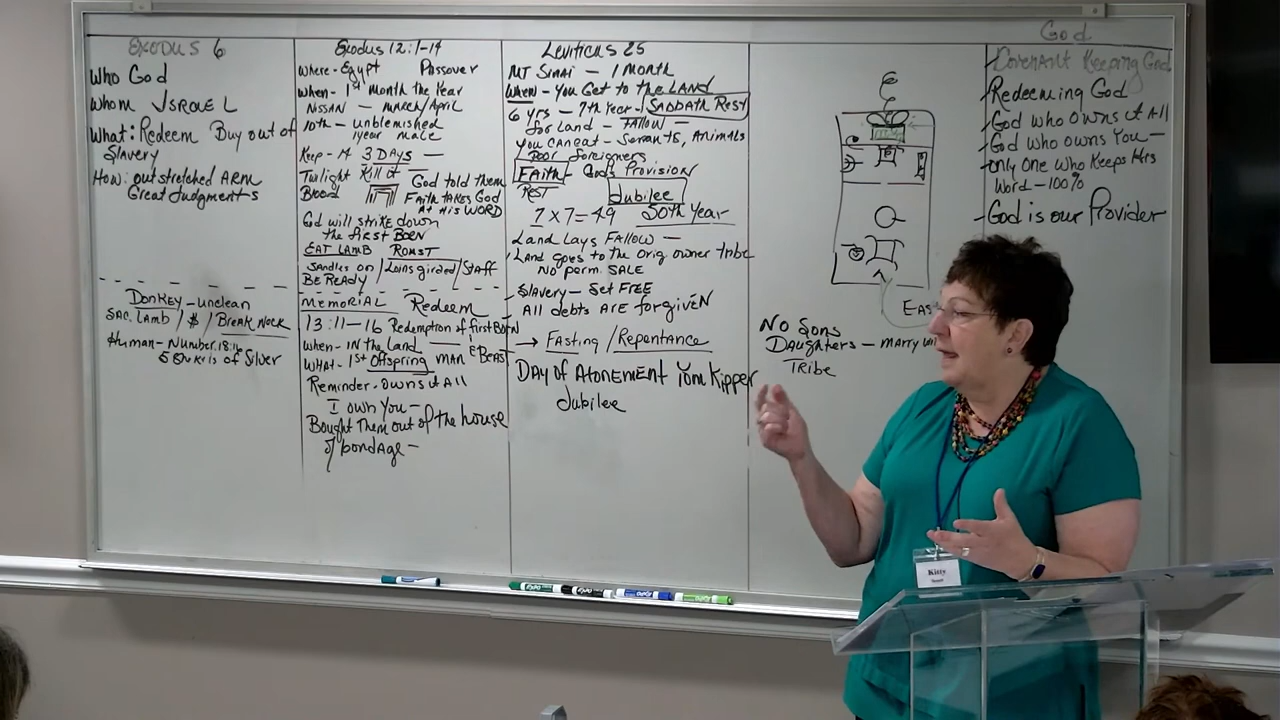 Exodus 6
Who God
Whom Israel
What: Redeem Buy out of
Slavery
How: outstretched ARM
Great Judgments
Donkey - unclean
Sac. Lamb / $ / Break Neck
Human - Number 18:16
5 shekels of Silver
Exodus 12:1-14
Where - Egypt Passover
When - 1st Month the Year
Nissan - March/April
10th - unblemished
1year male
Keep - 3 Days -
Twilight Kill it -
Blood God told them
Faith takes God
At His Word
God will strike down
the first Born
Eat Lamb Roast
Sandles on / Loins girded / Staff
Be Ready
Memorial Redeem
13:11-16 Redemption of first Born
When - in the Land
What - 1st Offspring man & Beast
Reminder - owns it All
I own You -
Bought Them out of the house
of bondage -
Leviticus 25
Mt Sinai - 1 Month
When - You Get to the Land
6 yrs - 7th Year - Sabbath Rest
for Land - Fallow -
you can eat - Servants, Animals
Poor foreigners
Faith - God's Provision
Rest
Jubilee
7 x 7 = 49 50th Year
Land Lays Fallow -
Land goes to the orig owner tribe
No perm. Sale
Slavery - Set Free
All debts are forgiven
→ Fasting / Repentance
Day of Atonement Yom Kipper
Jubilee
No Sons
Daughters - marry
Tribe
God
Covenant Keeping God
Redeeming God
God who owns it All
God who owns You -
only One who Keeps His
Word - 100%
God is our Provider
Kitty